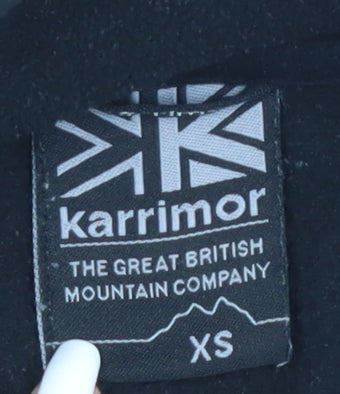 karrimor
THE GREAT BRITISH
MOUNTAIN COMPANY
XS